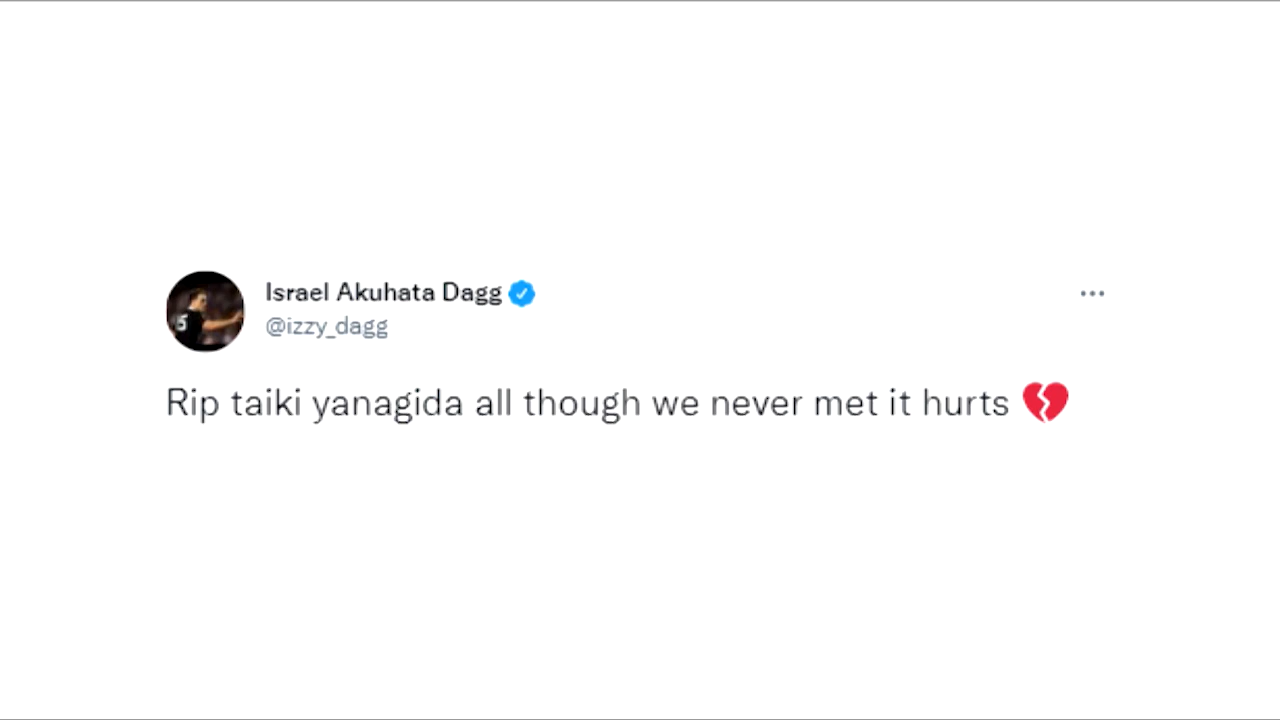 Israel Akuhata Dagg
@izzy_dagg
Rip taiki yanagida all though we never met it hurts 💔